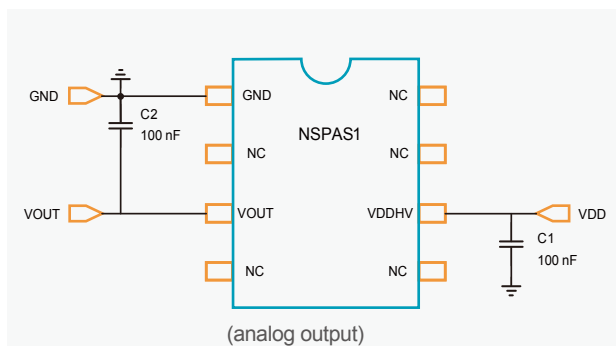 GND
C2
100 nF
GND
NC
NSPAS1
NC
NC
VOUT
VOUT
VDDHV
VDD
C1
100 nF
NC
NC
(analog output)